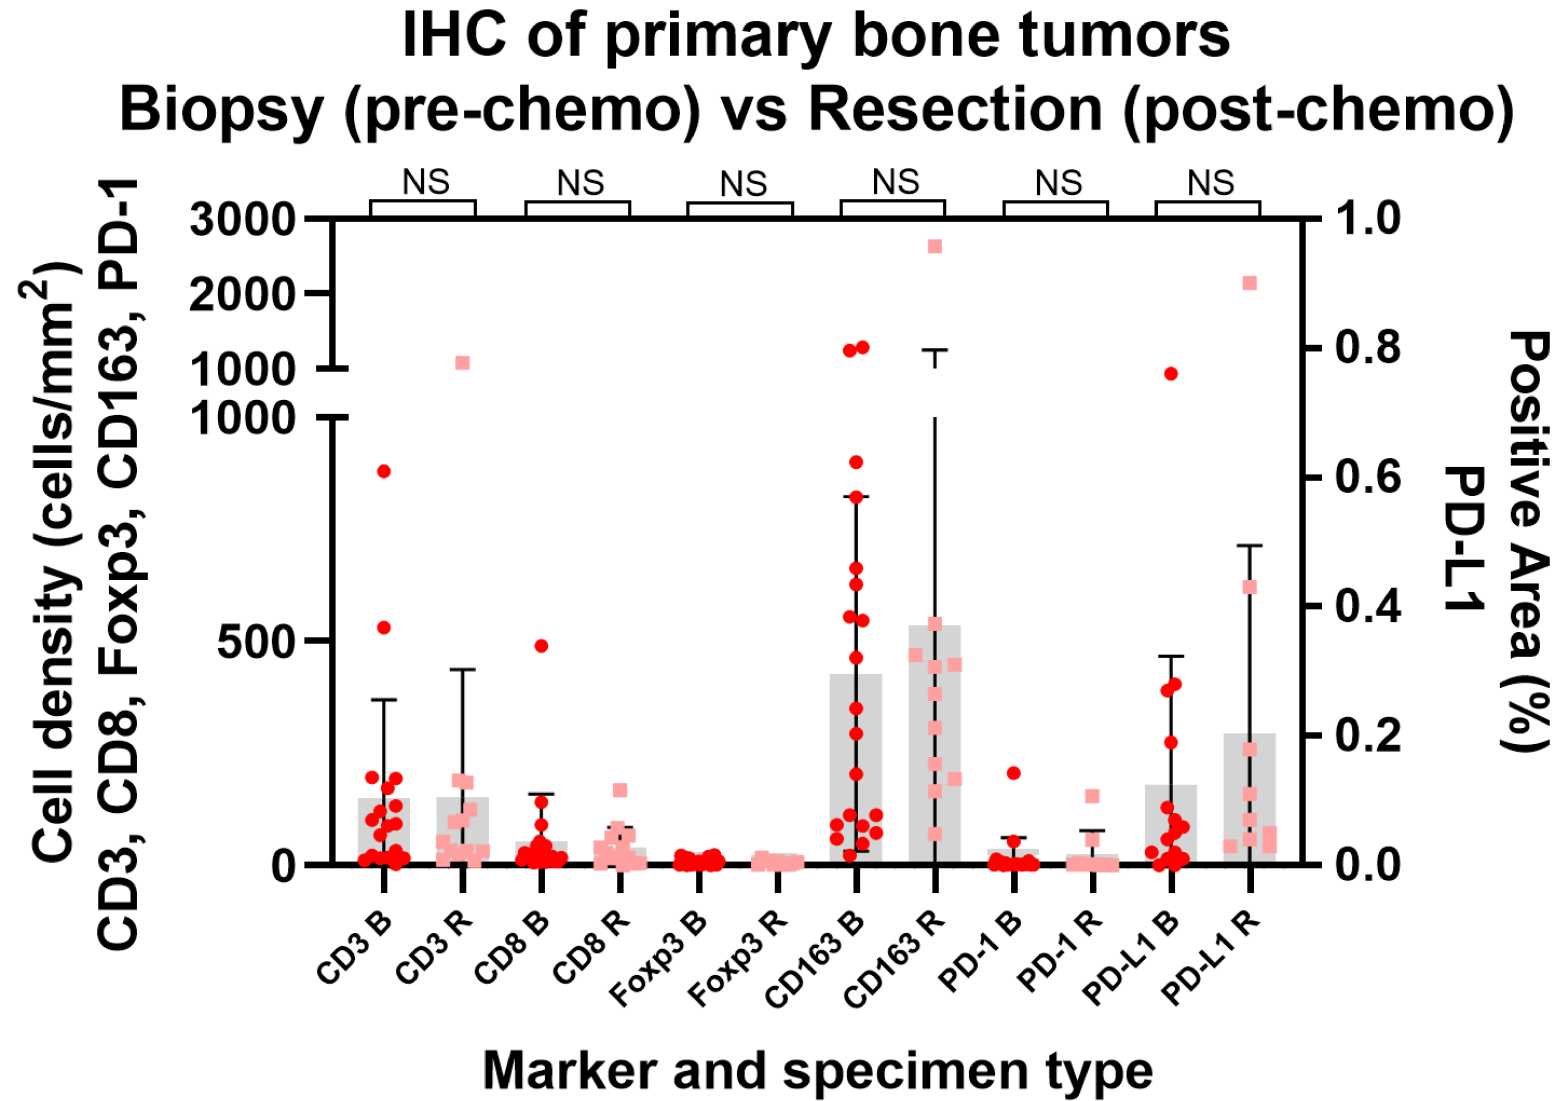 IHC of primary bone tumors
Biopsy (pre-chemo) vs Resection (post-chemo)
NS NS NS NS NS NS
Cell density (cells/mm²)
CD3, CD8, Foxp3, CD163, PD-1
3000
2000
1000
1000
500
0
1.0
0.8
0.6
0.4
0.2
0.0
Positive Area (%)
PD-L1
CD3 B
CD3 R
CD8 B
CD8 R
Foxp3 B
Foxp3 R
CD163 B
CD163 R
PD-1 B
PD-1 R
PD-L1 B
PD-L1 R
Marker and specimen type